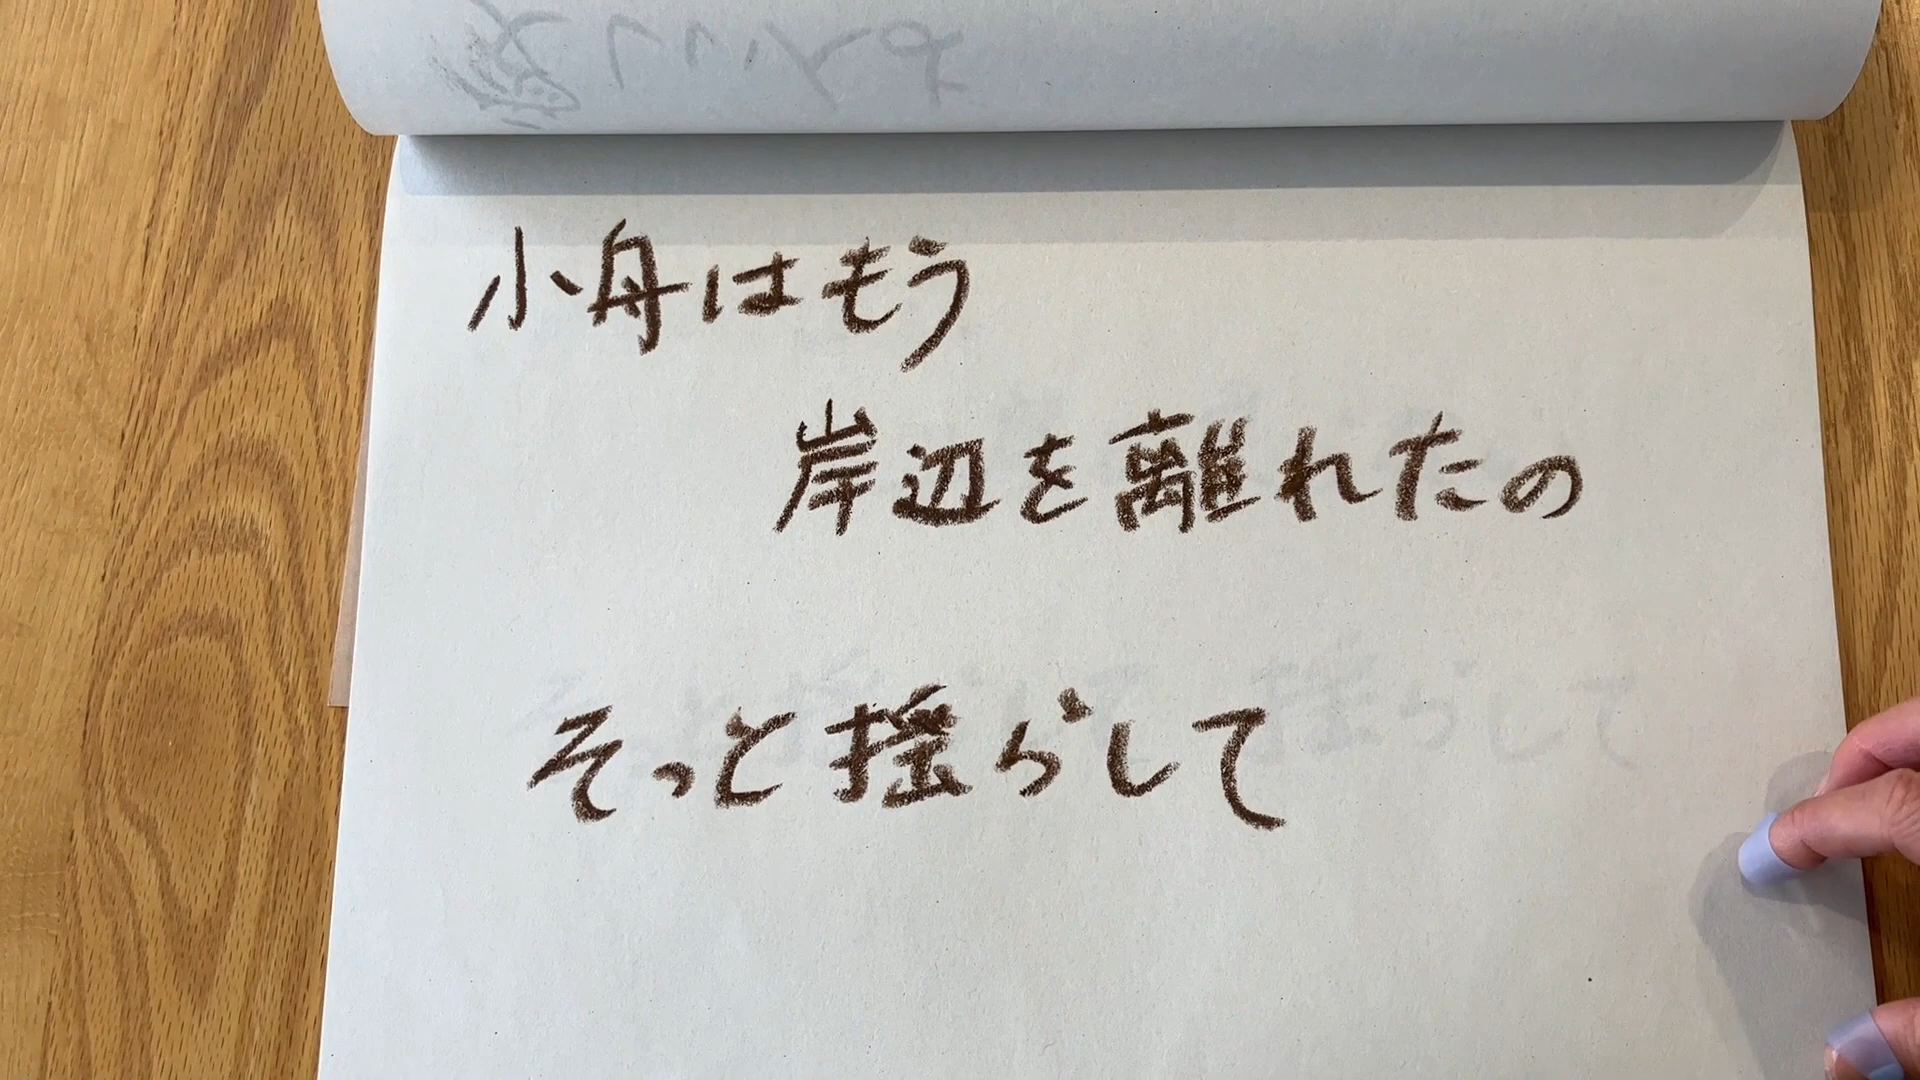 小舟はもう
岸辺を離れたの
そっと揺らして